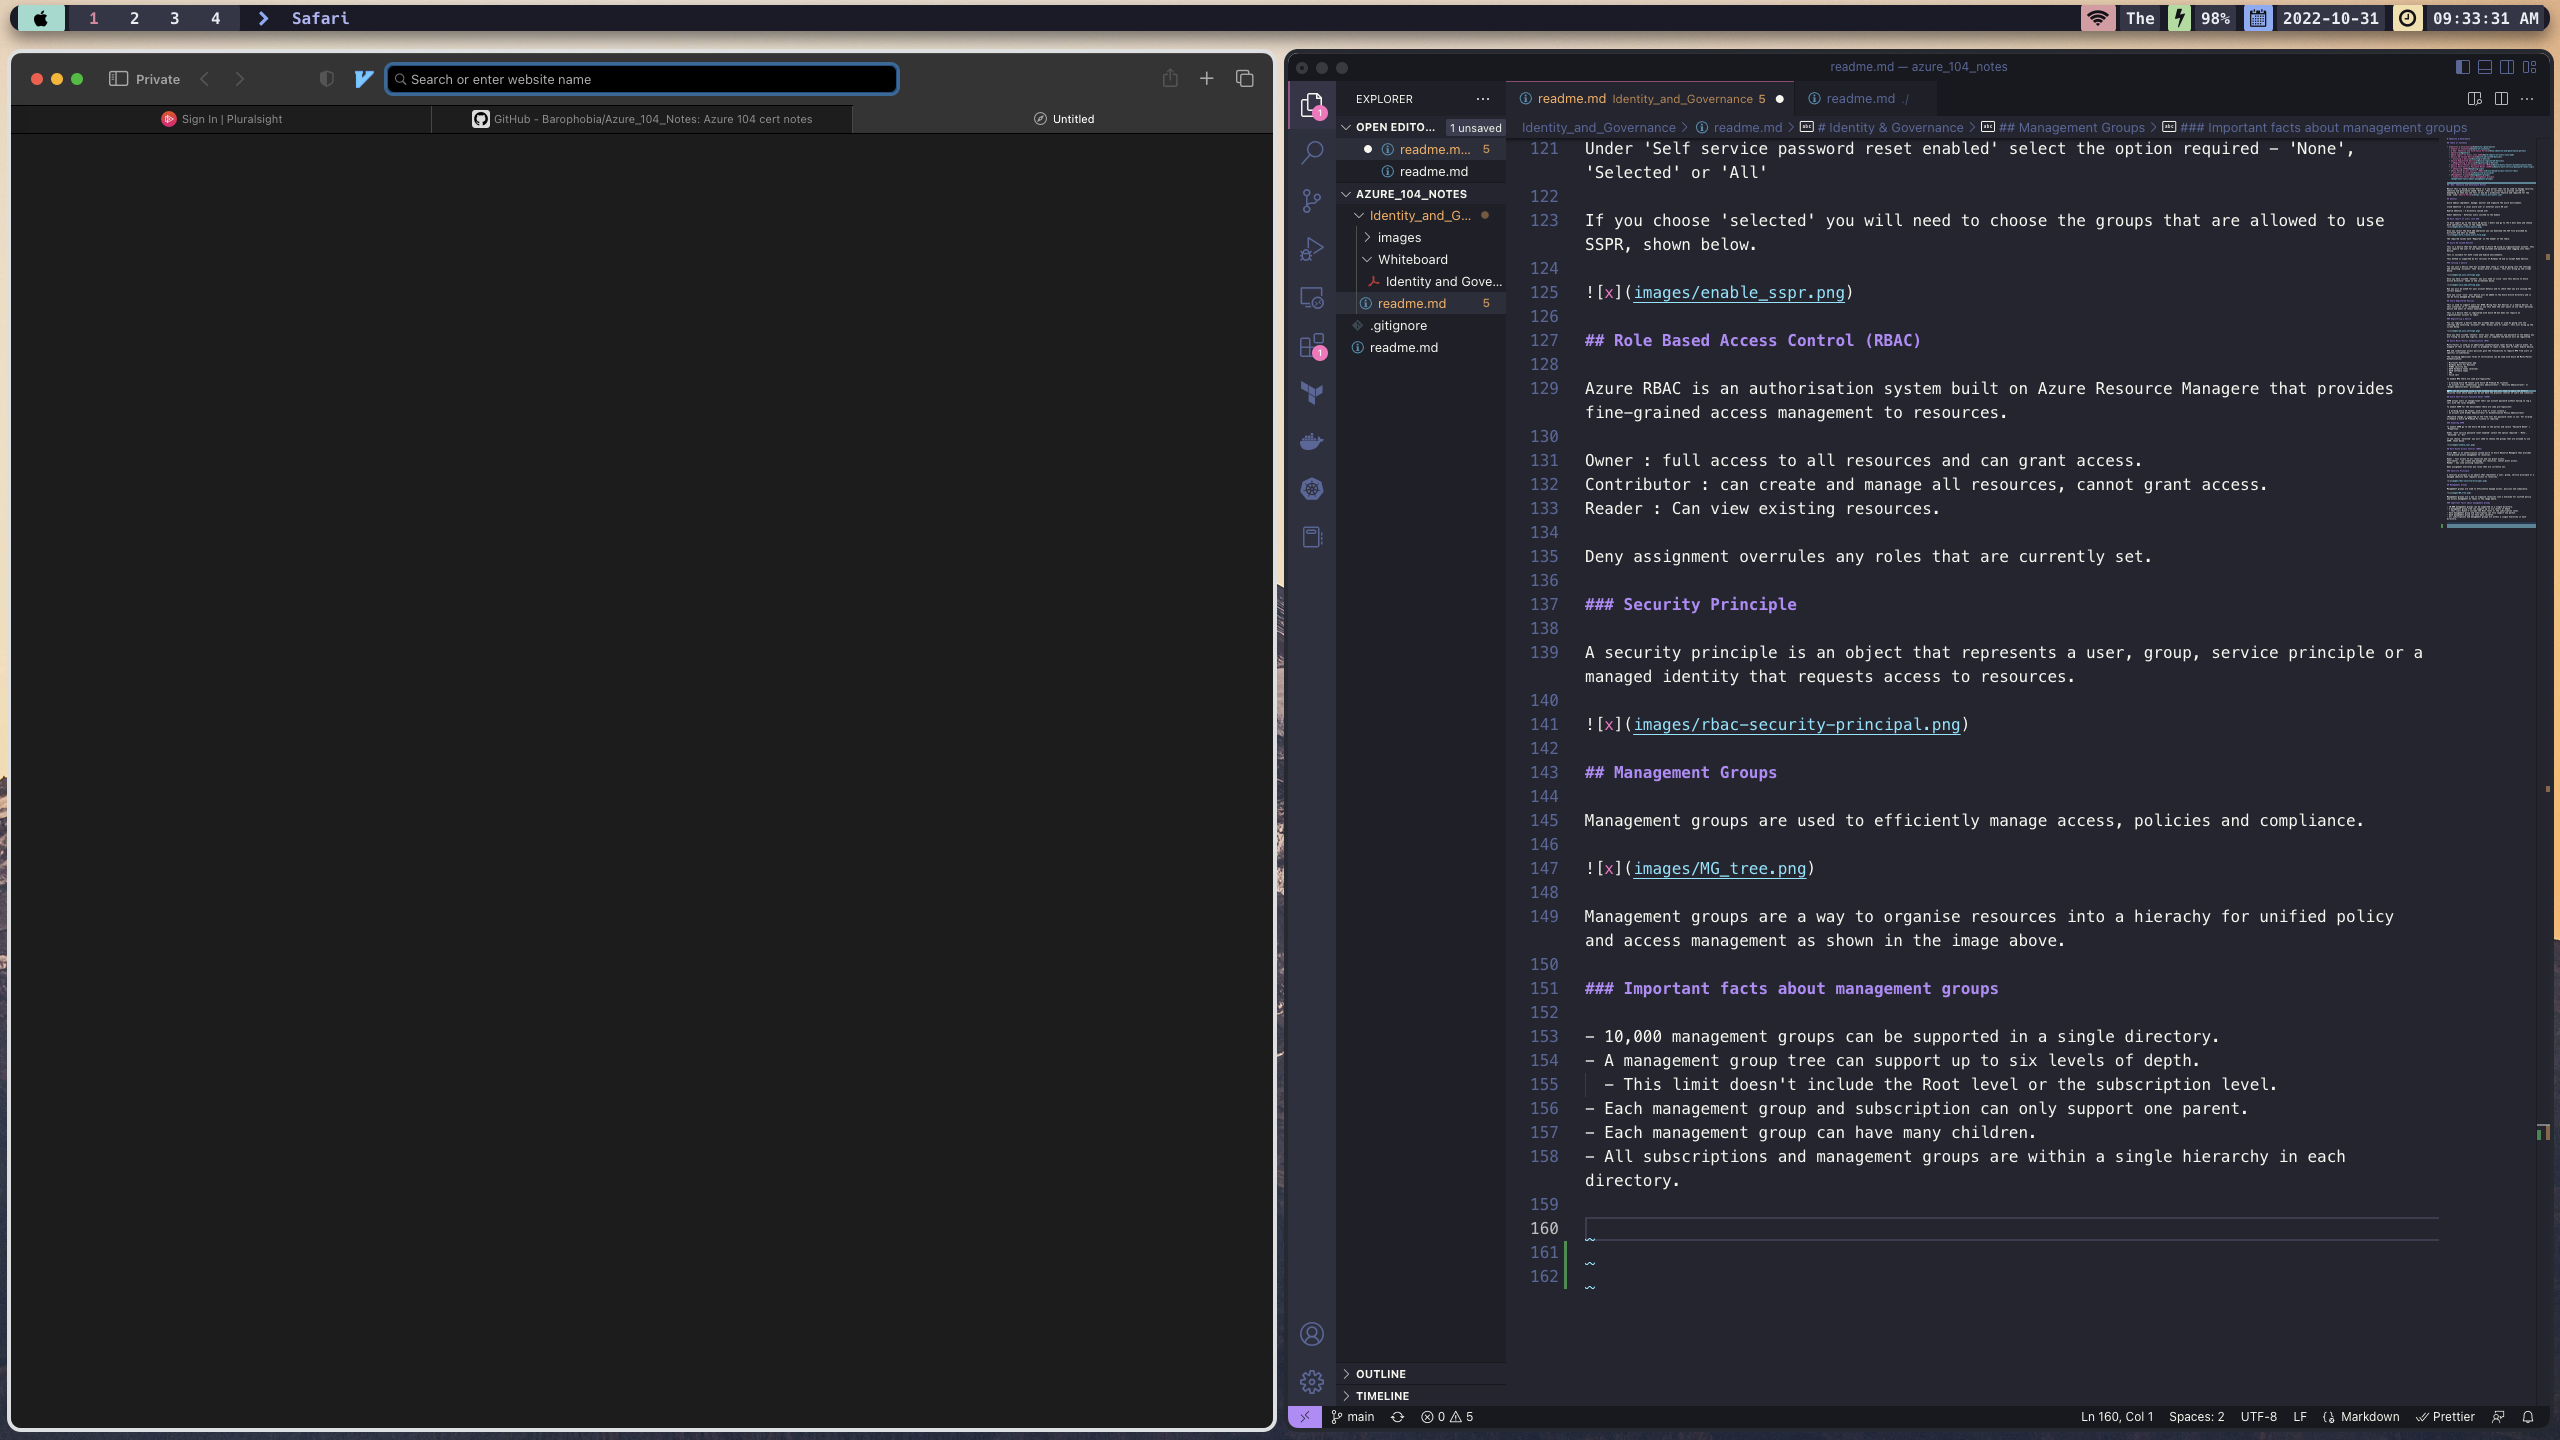 1 2 3 4 Safari
The 98% 2022-10-31 09:33:31 AM
Private
Search or enter website name
Sign In | Pluralsight
GitHub - Barophobia/Azure_104_Notes: Azure 104 cert notes
Untitled
readme.md — azure_104_notes
EXPLORER
readme.md Identity_and_Governance 5
readme.md ./
OPEN EDITO... 1 unsaved
readme.m... 5
readme.md
AZURE_104_NOTES
Identity_and_G...
images
Whiteboard
Identity and Gove...
readme.md 5
.gitignore
readme.md
1
1
OUTLINE
TIMELINE
Identity_and_Governance > readme.md > # Identity & Governance > ## Management Groups > ### Important facts about management groups
121 Under 'Self service password reset enabled' select the option required - 'None',
'Selected' or 'All'
122
123 If you choose 'selected' you will need to choose the groups that are allowed to use
SSPR, shown below.
124
125 ![x](images/enable_sspr.png)
126
127 ## Role Based Access Control (RBAC)
128
129 Azure RBAC is an authorisation system built on Azure Resource Managere that provides
fine-grained access management to resources.
130
131 Owner : full access to all resources and can grant access.
132 Contributor : can create and manage all resources, cannot grant access.
133 Reader : Can view existing resources.
134
135 Deny assignment overrules any roles that are currently set.
136
137 ### Security Principle
138
139 A security principle is an object that represents a user, group, service principle or a
managed identity that requests access to resources.
140
141 ![x](images/rbac-security-principal.png)
142
143 ## Management Groups
144
145 Management groups are used to efficiently manage access, policies and compliance.
146
147 ![x](images/MG_tree.png)
148
149 Management groups are a way to organise resources into a hierachy for unified policy
and access management as shown in the image above.
150
151 ### Important facts about management groups
152
153 - 10,000 management groups can be supported in a single directory.
154 - A management group tree can support up to six levels of depth.
155 - This limit doesn't include the Root level or the subscription level.
156 - Each management group and subscription can only support one parent.
157 - Each management group can have many children.
158 - All subscriptions and management groups are within a single hierarchy in each
directory.
159
160
161
162
main 0 5
Ln 160, Col 1 Spaces: 2 UTF-8 LF Markdown Prettier